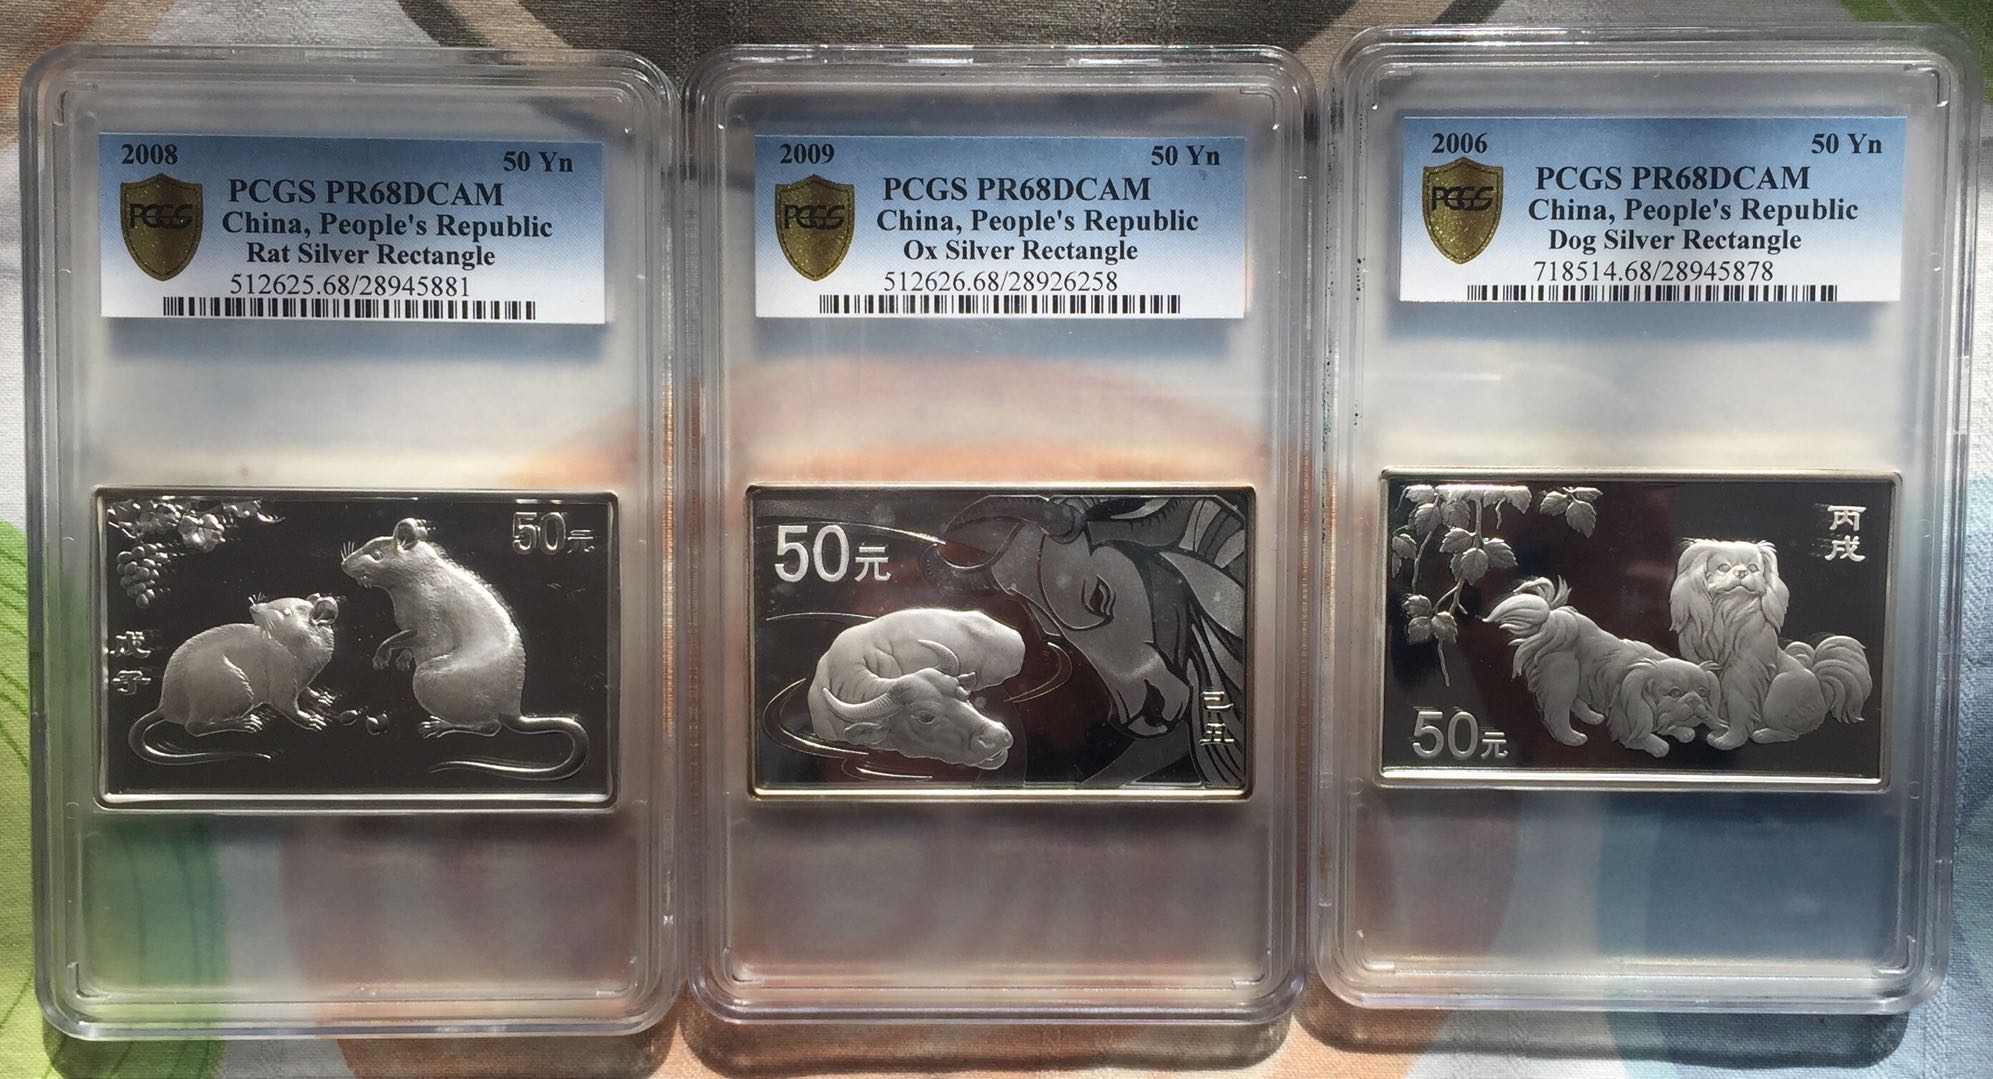 2008
50 Yn
PCGS
PCGS PR68DCAM
China, People's Republic
Rat Silver Rectangle
512625.68/28945881
50元
戊
子
2009
50 Yn
PCGS
PCGS PR68DCAM
China, People's Republic
Ox Silver Rectangle
512626.68/28926258
50元
己
丑
2006
50 Yn
PCGS
PCGS PR68DCAM
China, People's Republic
Dog Silver Rectangle
718514.68/28945878
丙
戌
50元